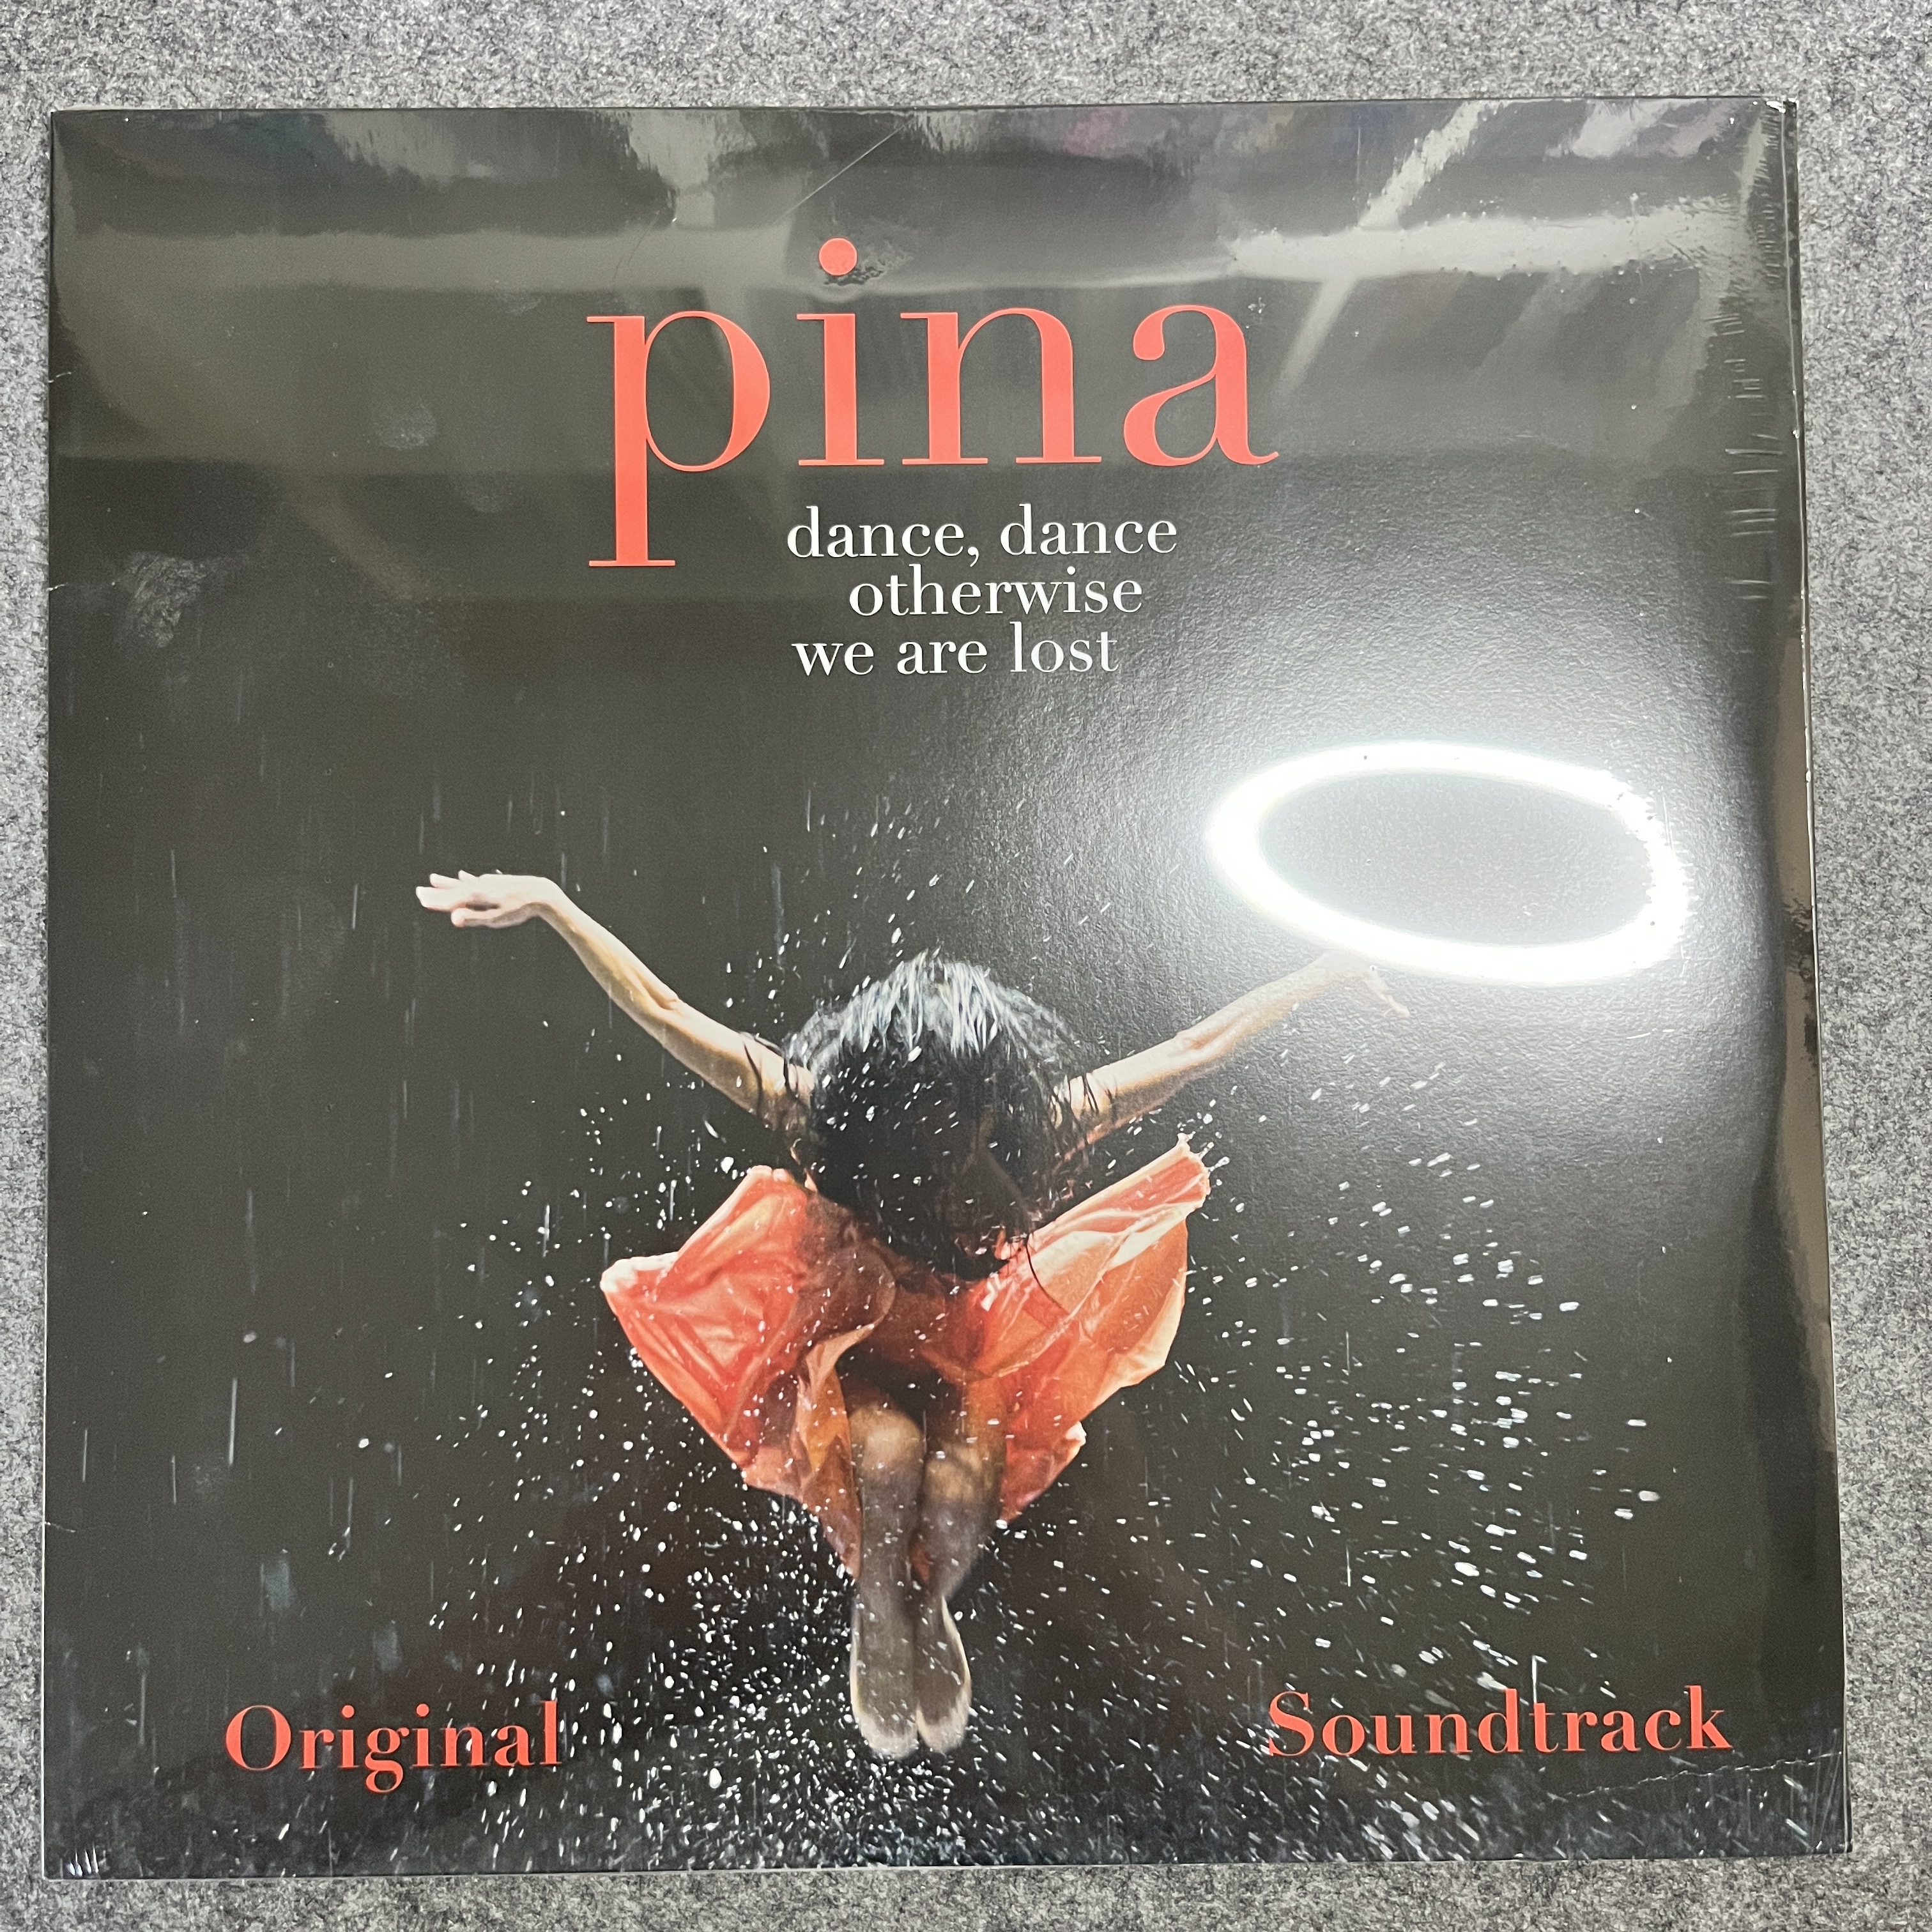 pina
dance, dance
otherwise
we are lost
Original Soundtrack